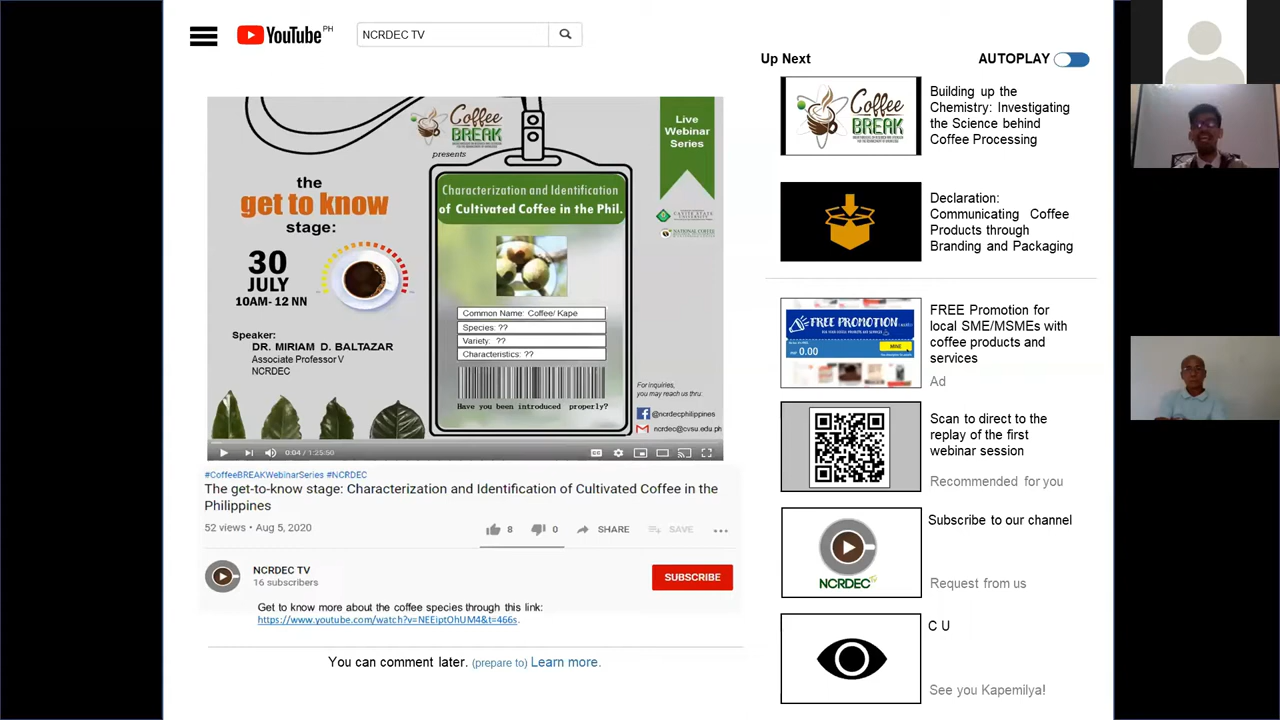 YouTube PH
NCRDEC TV
Coffee
BREAK
presents
Live
Webinar
Series
the
get to know
stage:
30
JULY
10AM- 12 NN
Speaker:
DR. MIRIAM D. BALTAZAR
Associate Professor V
NCRDEC
Characterization and Identification
of Cultivated Coffee in the Phil.
Common Name: Coffee/ Kape
Species: ??
Variety: ??
Characteristics: ??
Have you been introduced properly?
For inquiries,
you may reach us thru:
@ncrdecphilippines
ncrdec@cvsu.edu.ph
0:04 / 1:25:50
#CoffeeBREAKWebinarSeries #NCRDEC
The get-to-know stage: Characterization and Identification of Cultivated Coffee in the
Philippines
52 views • Aug 5, 2020
8
0
SHARE
SAVE
NCRDEC TV
16 subscribers
SUBSCRIBE
Get to know more about the coffee species through this link:
https://www.youtube.com/watch?v=NEEiptOhUM4&t=466s.
You can comment later. (prepare to) Learn more.
Up Next
AUTOPLAY
Coffee
BREAK
Building up the
Chemistry: Investigating
the Science behind
Coffee Processing
Declaration:
Communicating Coffee
Products through
Branding and Packaging
FREE PROMOTION
0.00
MINE
FREE Promotion for
local SME/MSMEs with
coffee products and
services
Ad
Scan to direct to the
replay of the first
webinar session
Recommended for you
NCRDEC TV
Subscribe to our channel
Request from us
C U
See you Kapemilya!